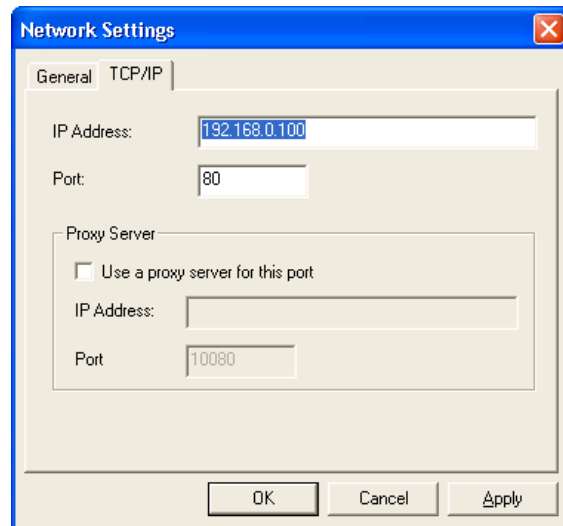 Network Settings
General TCP/IP
IP Address: 192.168.0.100
Port: 80
Proxy Server
Use a proxy server for this port
IP Address:
Port 10080
OK Cancel Apply